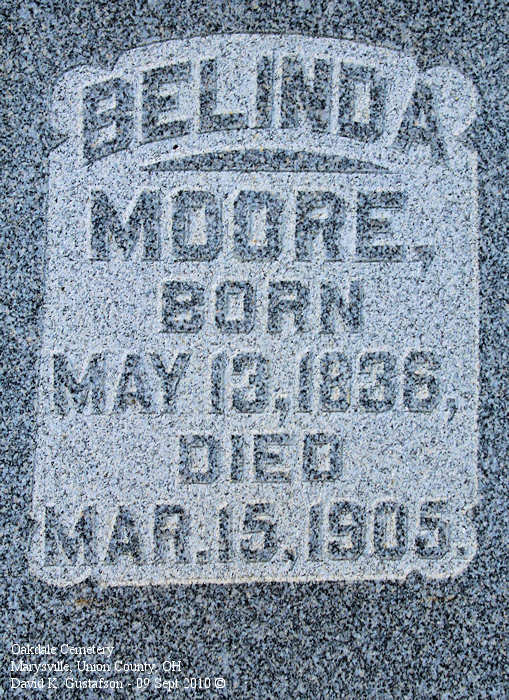 BELINDA
MOORE,
BORN
MAY 13, 1836,
DIED
MAR. 15, 1905.
Oakdale Cemetery
Marysville, Union County, OH
David K. Gustafson - 09 Sept 2010 ©